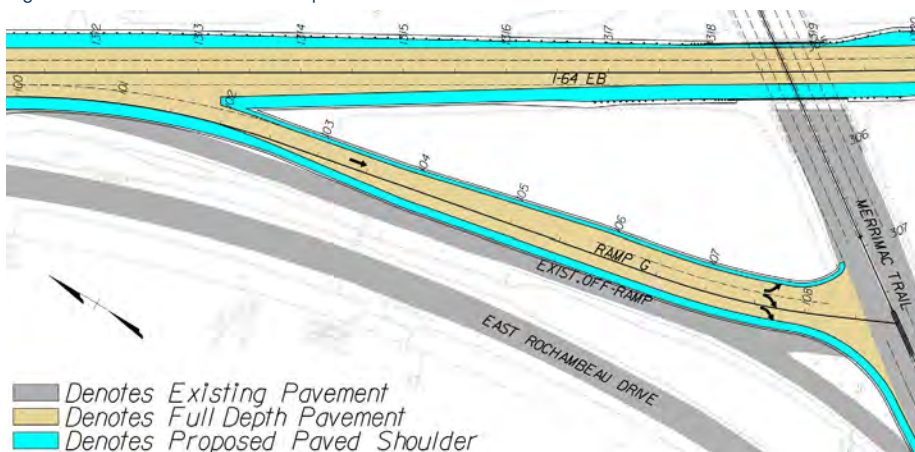 1312 1313 1314 1315 1316 1317 1318
I-64 EB
100 101 102 103 104 105 106 107 108
306
307
MERRIMAC TRAIL
RAMP G
EXIST. OFF-RAMP
EAST ROCHAMBEAU DRIVE
Denotes Existing Pavement
Denotes Full Depth Pavement
Denotes Proposed Paved Shoulder